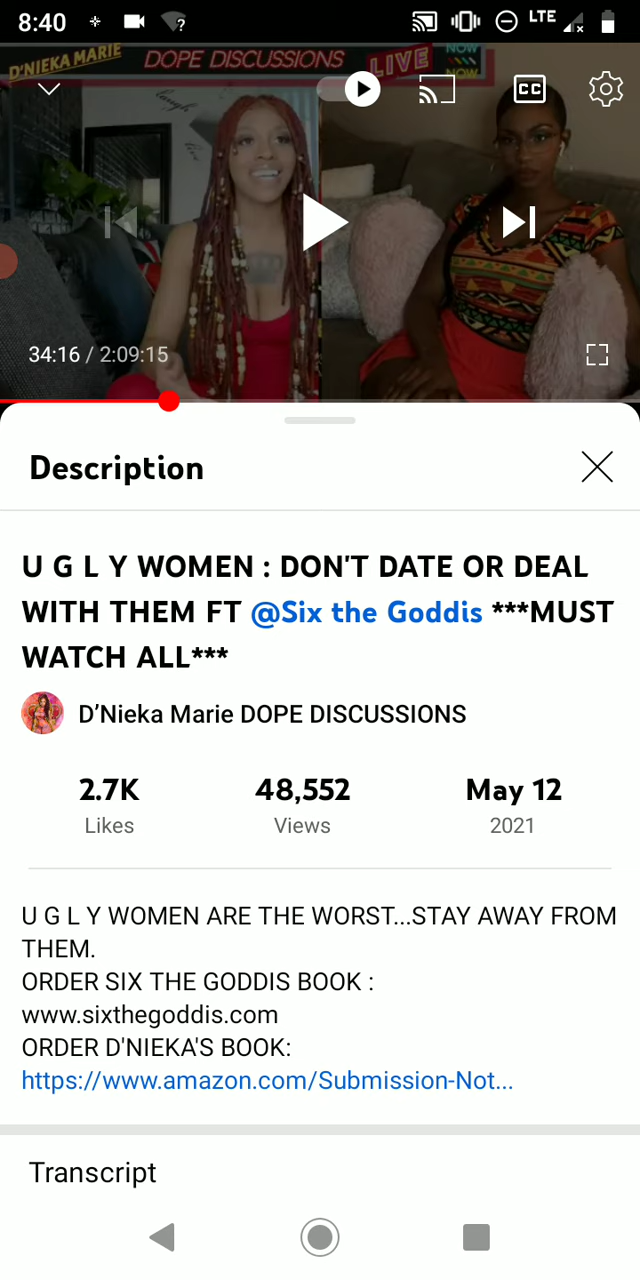 8:40
?
LTE
D'NIEKA MARIE
DOPE DISCUSSIONS
LIVE
NOW
NOW
laugh
CC
34:16 / 2:09:15
Description
U G L Y WOMEN : DON'T DATE OR DEAL
WITH THEM FT @Six the Goddis ***MUST
WATCH ALL***
D'Nieka Marie DOPE DISCUSSIONS
2.7K
Likes
48,552
Views
May 12
2021
U G L Y WOMEN ARE THE WORST...STAY AWAY FROM
THEM.
ORDER SIX THE GODDIS BOOK :
www.sixthegoddis.com
ORDER D'NIEKA'S BOOK:
https://www.amazon.com/Submission-Not...
Transcript